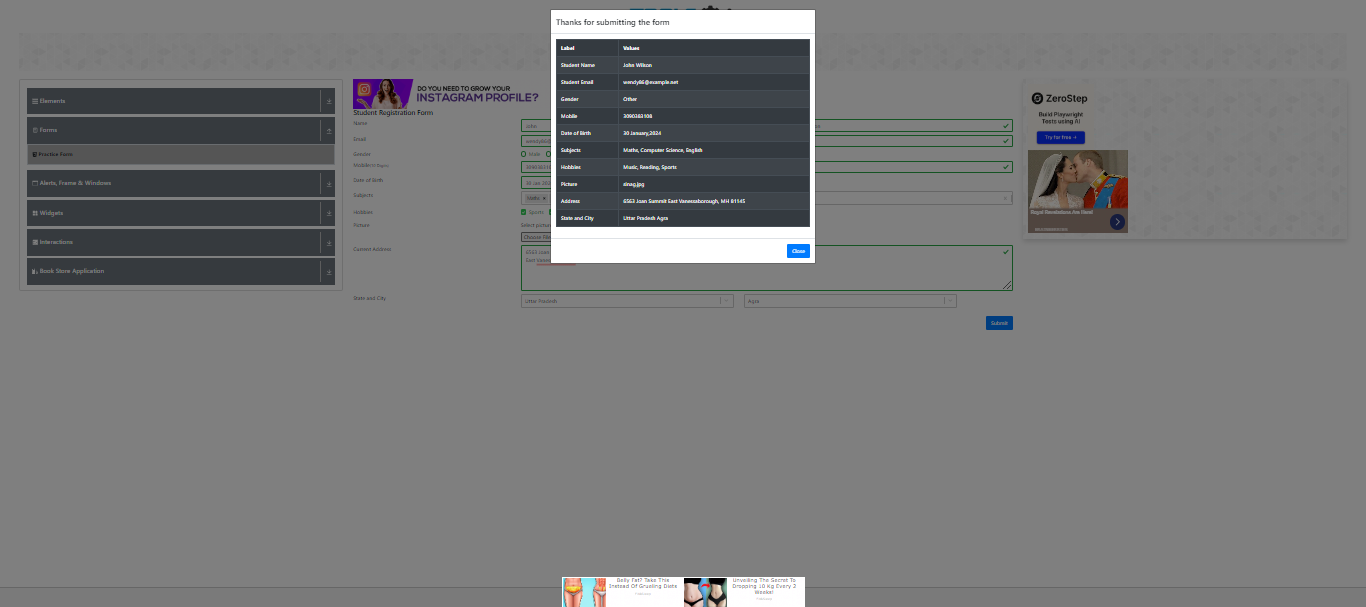 Thanks for submitting the form
Label Values
Student Name John Wilson
Student Email wendy86@example.net
Gender Other
Mobile 3090383108
Date of Birth 30 January,2024
Subjects Maths, Computer Science, English
Hobbies Music, Reading, Sports
Picture
Address 6563 Joan Summit East Vanessaborough, MH 81145
State and City Uttar Pradesh Agra
Close
Elements
Forms
Practice Form
Alerts, Frame & Windows
Widgets
Interactions
Book Store Application
DO YOU NEED TO GROW YOUR
INSTAGRAM PROFILE?
Student Registration Form
Name John
Email
Gender Male
Mobile
Date of Birth
Subjects Maths
Hobbies Sports
Picture Select picture
Choose File
Current Address
State and City Uttar Pradesh Agra
Submit
ZeroStep
Build Playwright
Tests using AI
Try for free
Royal Revelations Are Here!
Belly Fat? Take This
Instead Of Grueling Diets
Unveiling The Secret To
Dropping 10 Kg Every 2
Weeks!